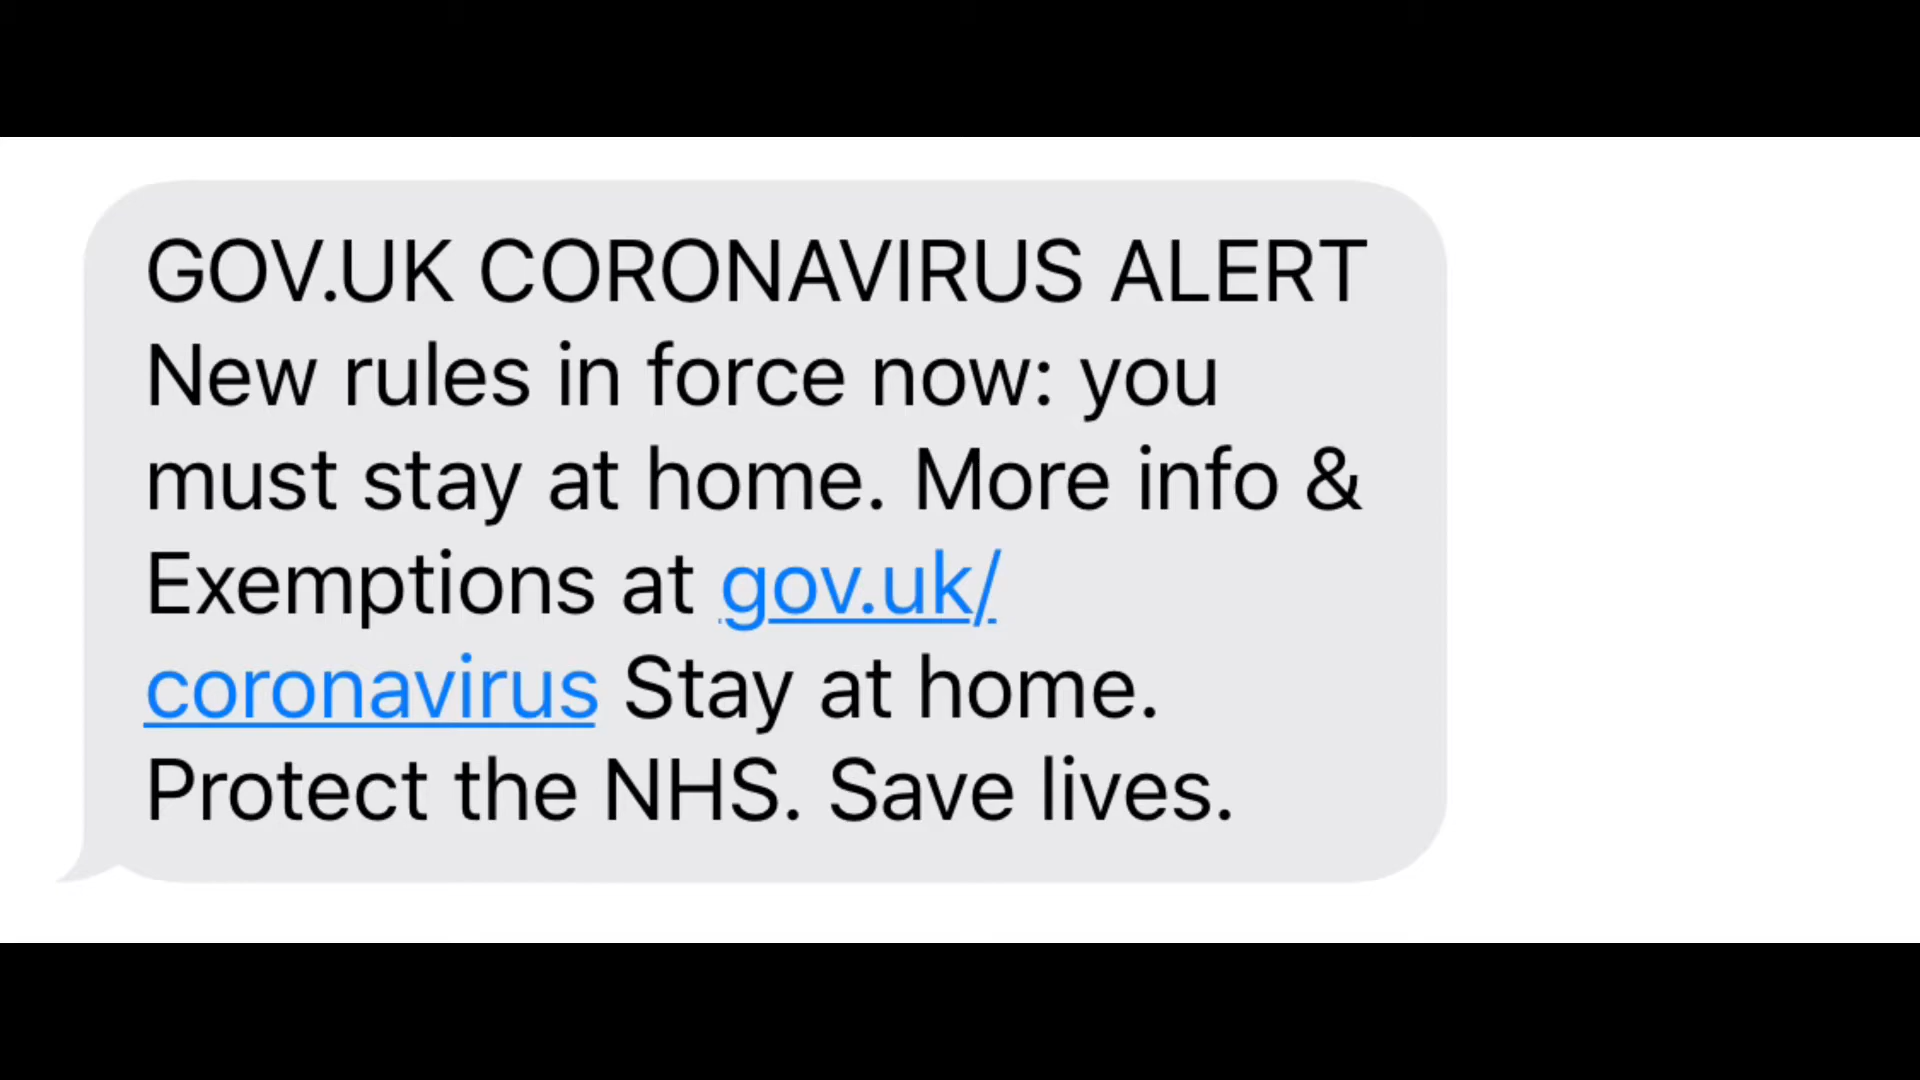 GOV.UK CORONAVIRUS ALERT
New rules in force now: you
must stay at home. More info &
Exemptions at gov.uk/
coronavirus Stay at home.
Protect the NHS. Save lives.